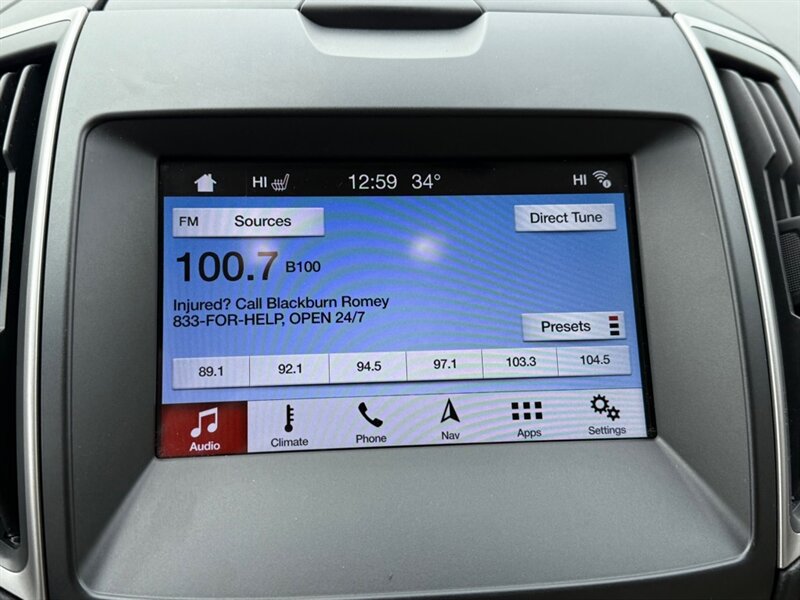 HI 12:59 34° HI
FM Sources Direct Tune
100.7 B100
Injured? Call Blackburn Romey
833-FOR-HELP, OPEN 24/7
Presets
89.1 92.1 94.5 97.1 103.3 104.5
Audio Climate Phone Nav Apps Settings